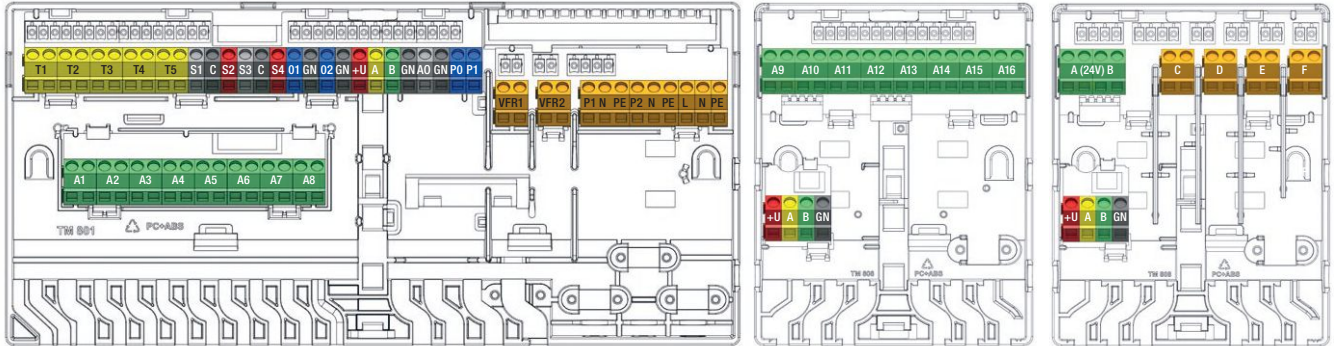 T1 T2 T3 T4 T5 S1 C S2 S3 C S4 01 GN 02 GN +U A B GN A0 GN P0 P1
VFR1 VFR2 P1 N PE P2 N PE L N PE
A1 A2 A3 A4 A5 A6 A7 A8
TM 801 PC+ABS
A9 A10 A11 A12 A13 A14 A15 A16
+U A B GN
TM 808 PC+ABS
A (24V) B C D E F
+U A B GN
TM 808 PC+ABS